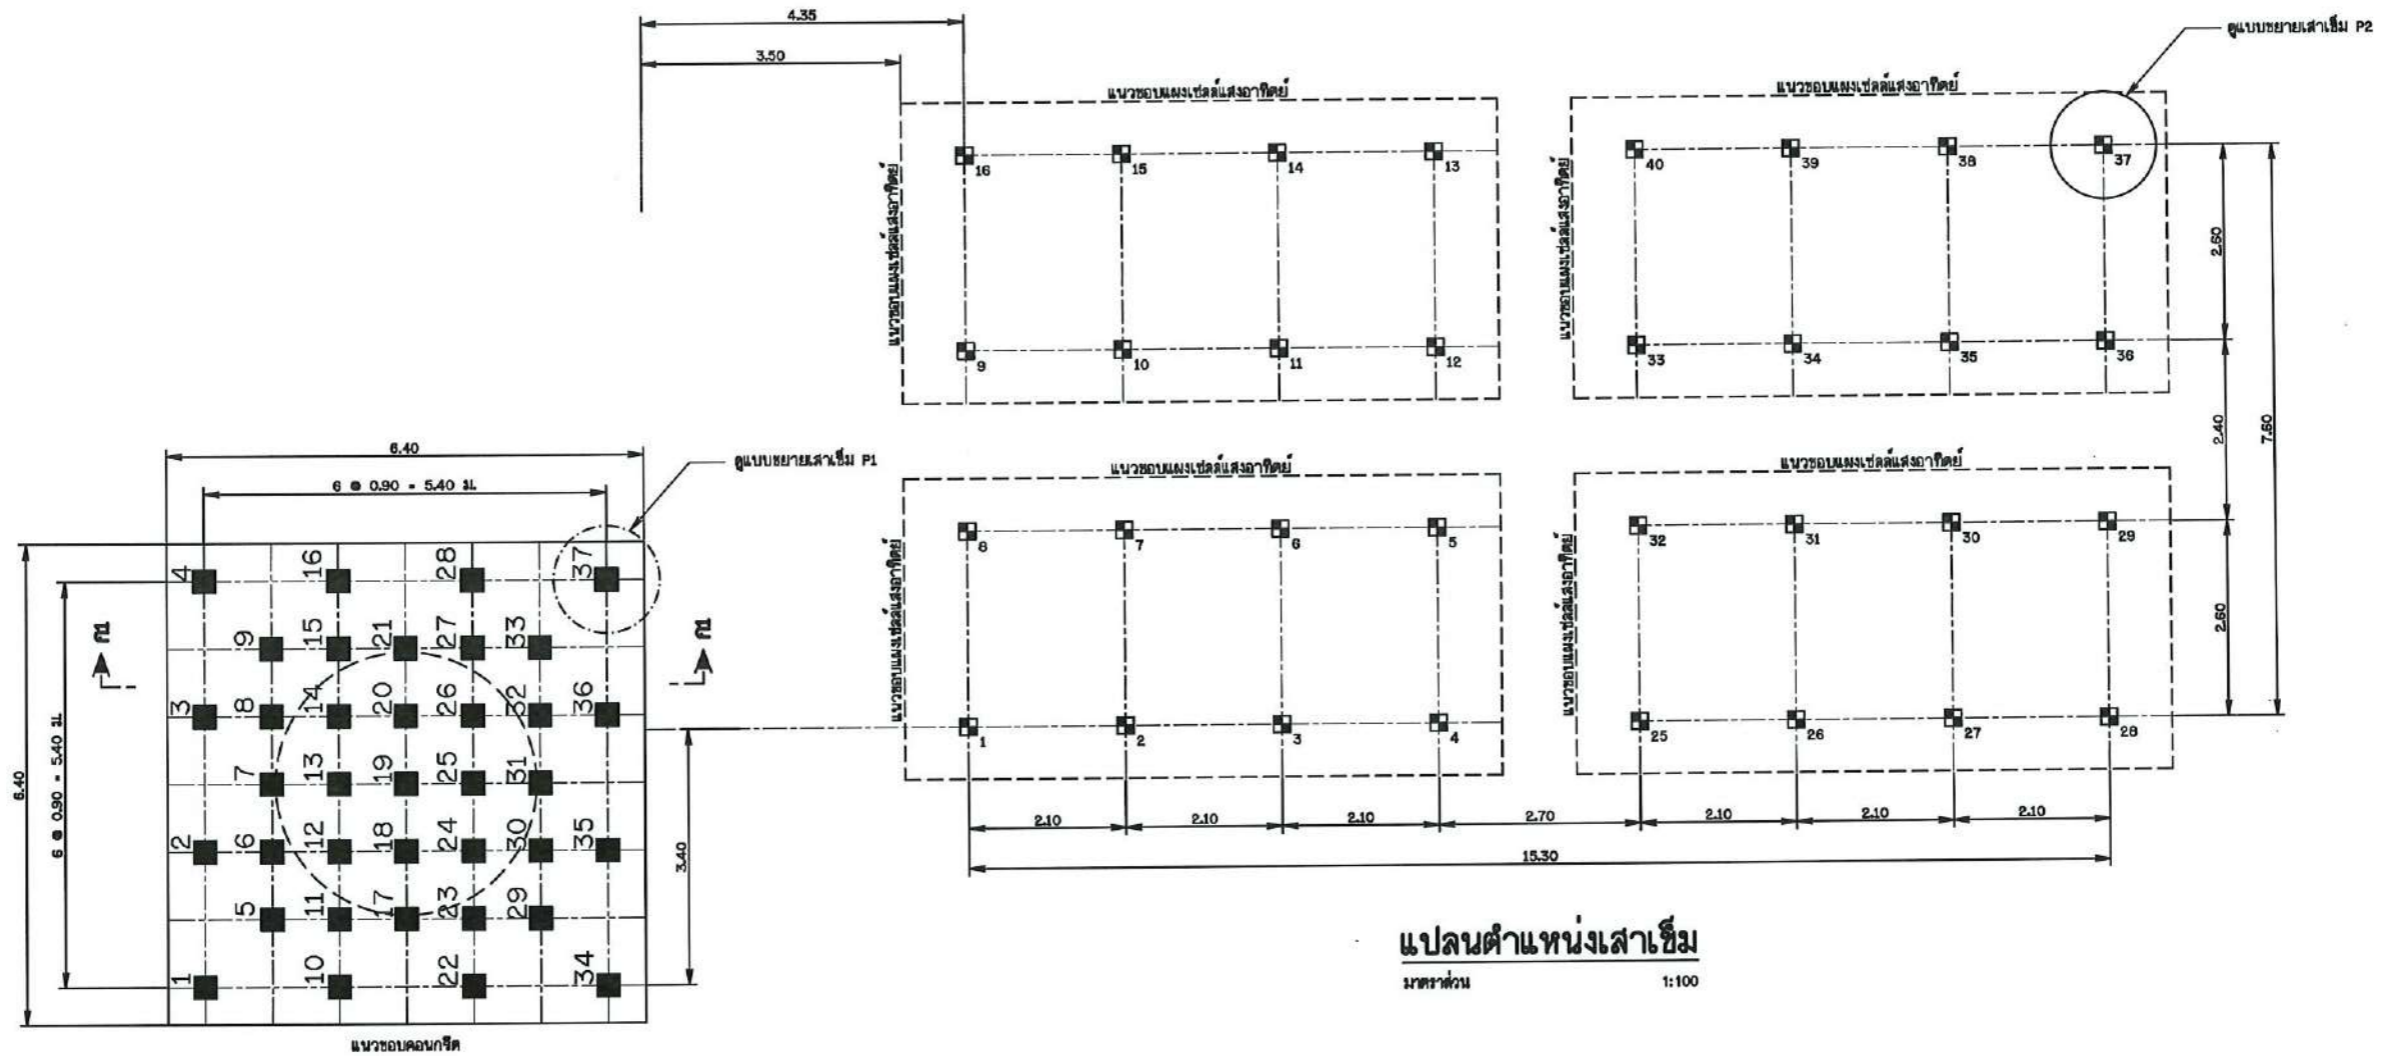 4.35
3.50
ดูแบบขยายเสาเข็ม P2
แนวขอบแผงเซลล์แสงอาทิตย์
แนวขอบแผงเซลล์แสงอาทิตย์
แนวขอบแผงเซลล์แสงอาทิตย์
16 15 14 13
9 10 11 12
แนวขอบแผงเซลล์แสงอาทิตย์
40 39 38 37
33 34 35 36
2.60
2.40
7.60
2.60
6.40
6 @ 0.90 = 5.40 ม.
ดูแบบขยายเสาเข็ม P1
6.40
6 @ 0.90 = 5.40 ม.
ก1
ก1
4 16 28 37
9 15 21 27 33
3 8 14 20 26 32 36
7 13 19 25 31
2 6 12 18 24 30 35
5 11 17 23 29
1 10 22 34
แนวขอบคอนกรีต
3.40
แนวขอบแผงเซลล์แสงอาทิตย์
แนวขอบแผงเซลล์แสงอาทิตย์
แนวขอบแผงเซลล์แสงอาทิตย์
8 7 6 5
1 2 3 4
แนวขอบแผงเซลล์แสงอาทิตย์
32 31 30 29
25 26 27 28
2.10 2.10 2.10 2.70 2.10 2.10 2.10
15.30
แปลนตำแหน่งเสาเข็ม
มาตราส่วน 1:100